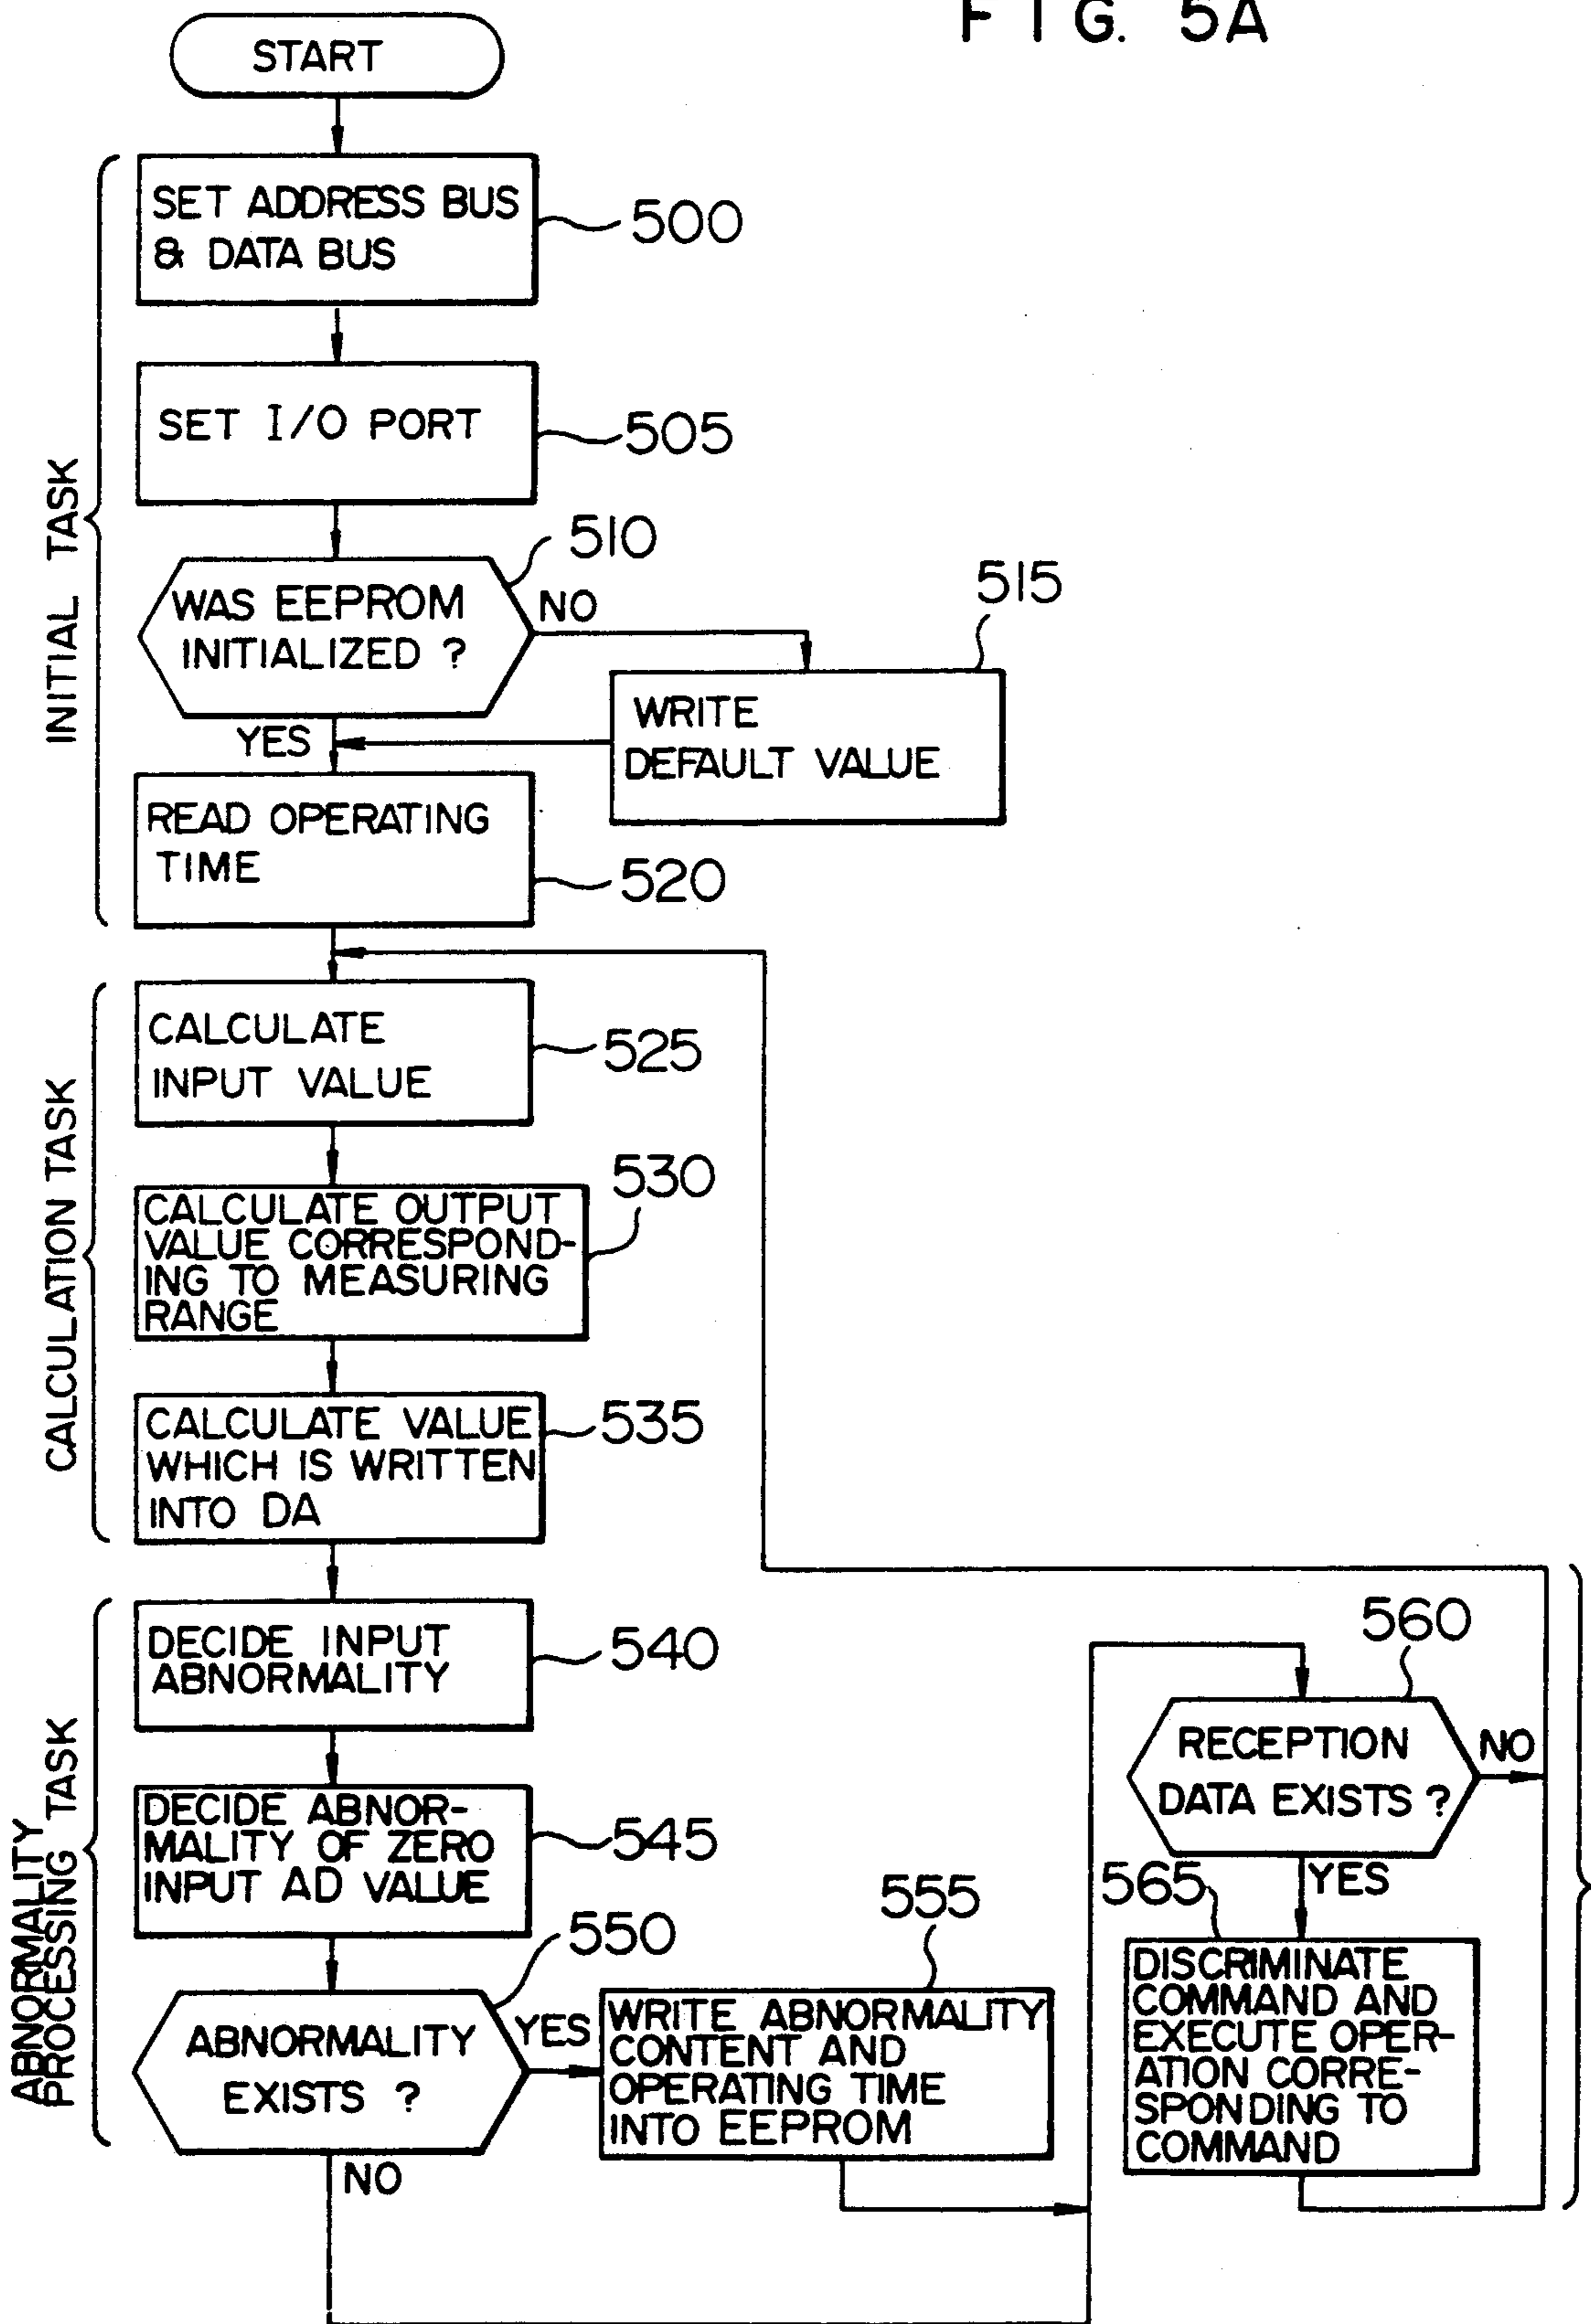 FIG. 5A
START
INITIAL TASK
SET ADDRESS BUS
& DATA BUS
500
SET I/O PORT
505
510
WAS EEPROM
INITIALIZED ?
NO
515
WRITE
DEFAULT VALUE
YES
READ OPERATING
TIME
520
CALCULATION TASK
CALCULATE
INPUT VALUE
525
530
CALCULATE OUTPUT
VALUE CORRESPOND-
ING TO MEASURING
RANGE
CALCULATE VALUE
WHICH IS WRITTEN
INTO DA
535
ABNORMALITY
PROCESSING TASK
DECIDE INPUT
ABNORMALITY
540
DECIDE ABNOR-
MALITY OF ZERO
INPUT AD VALUE
545
550
ABNORMALITY
EXISTS ?
YES
NO
555
WRITE ABNORMALITY
CONTENT AND
OPERATING TIME
INTO EEPROM
560
RECEPTION
DATA EXISTS ?
NO
YES
565
DISCRIMINATE
COMMAND AND
EXECUTE OPER-
ATION CORRE-
SPONDING TO
COMMAND